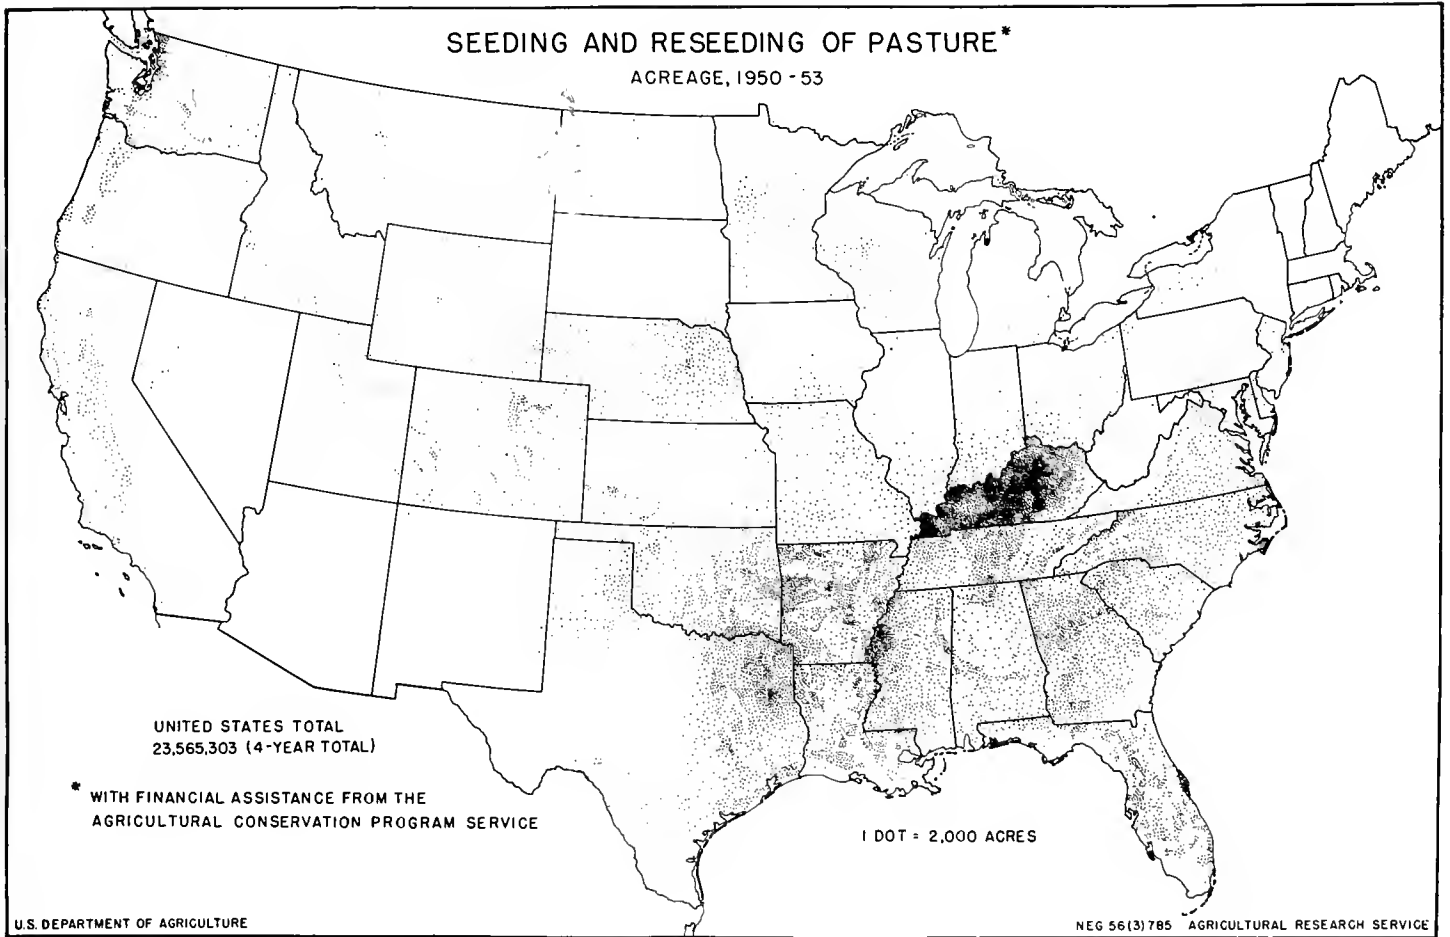 SEEDING AND RESEEDING OF PASTURE*
ACREAGE, 1950-53
UNITED STATES TOTAL
23,565,303 (4-YEAR TOTAL)
* WITH FINANCIAL ASSISTANCE FROM THE
AGRICULTURAL CONSERVATION PROGRAM SERVICE
1 DOT = 2,000 ACRES
U.S. DEPARTMENT OF AGRICULTURE
NEG 56(3)785 AGRICULTURAL RESEARCH SERVICE